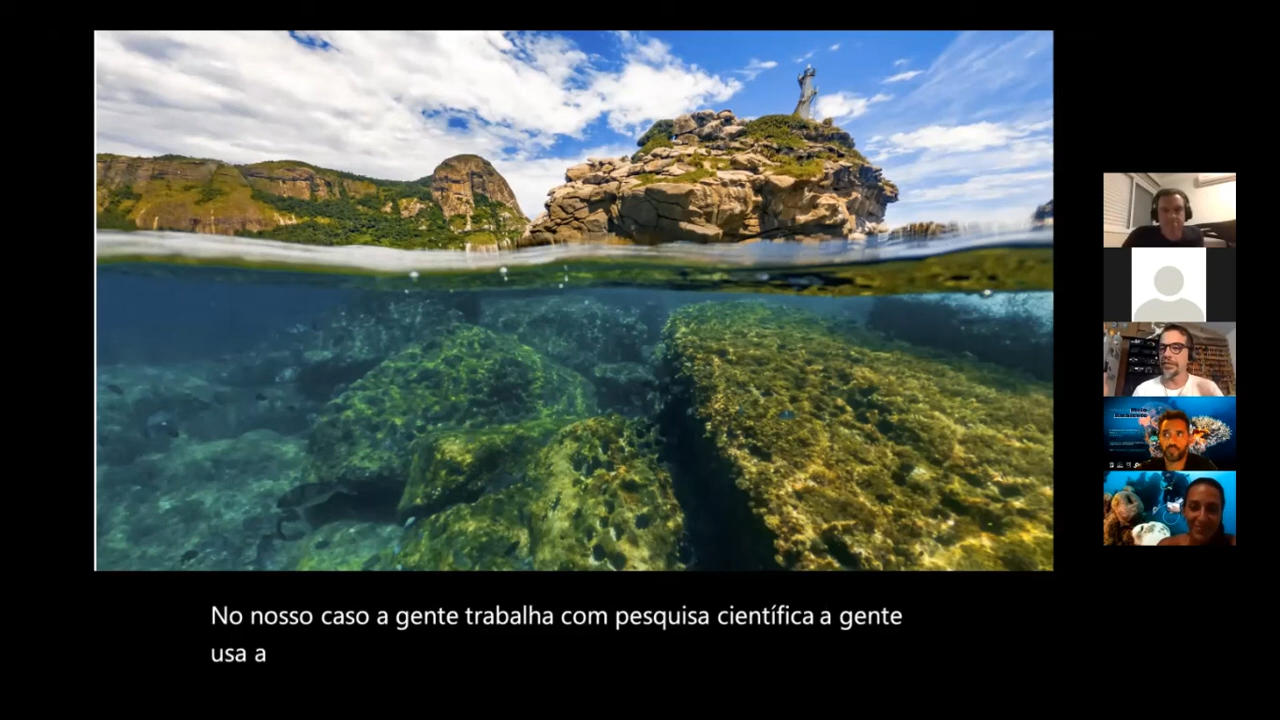 No nosso caso a gente trabalha com pesquisa científica a gente
usa a